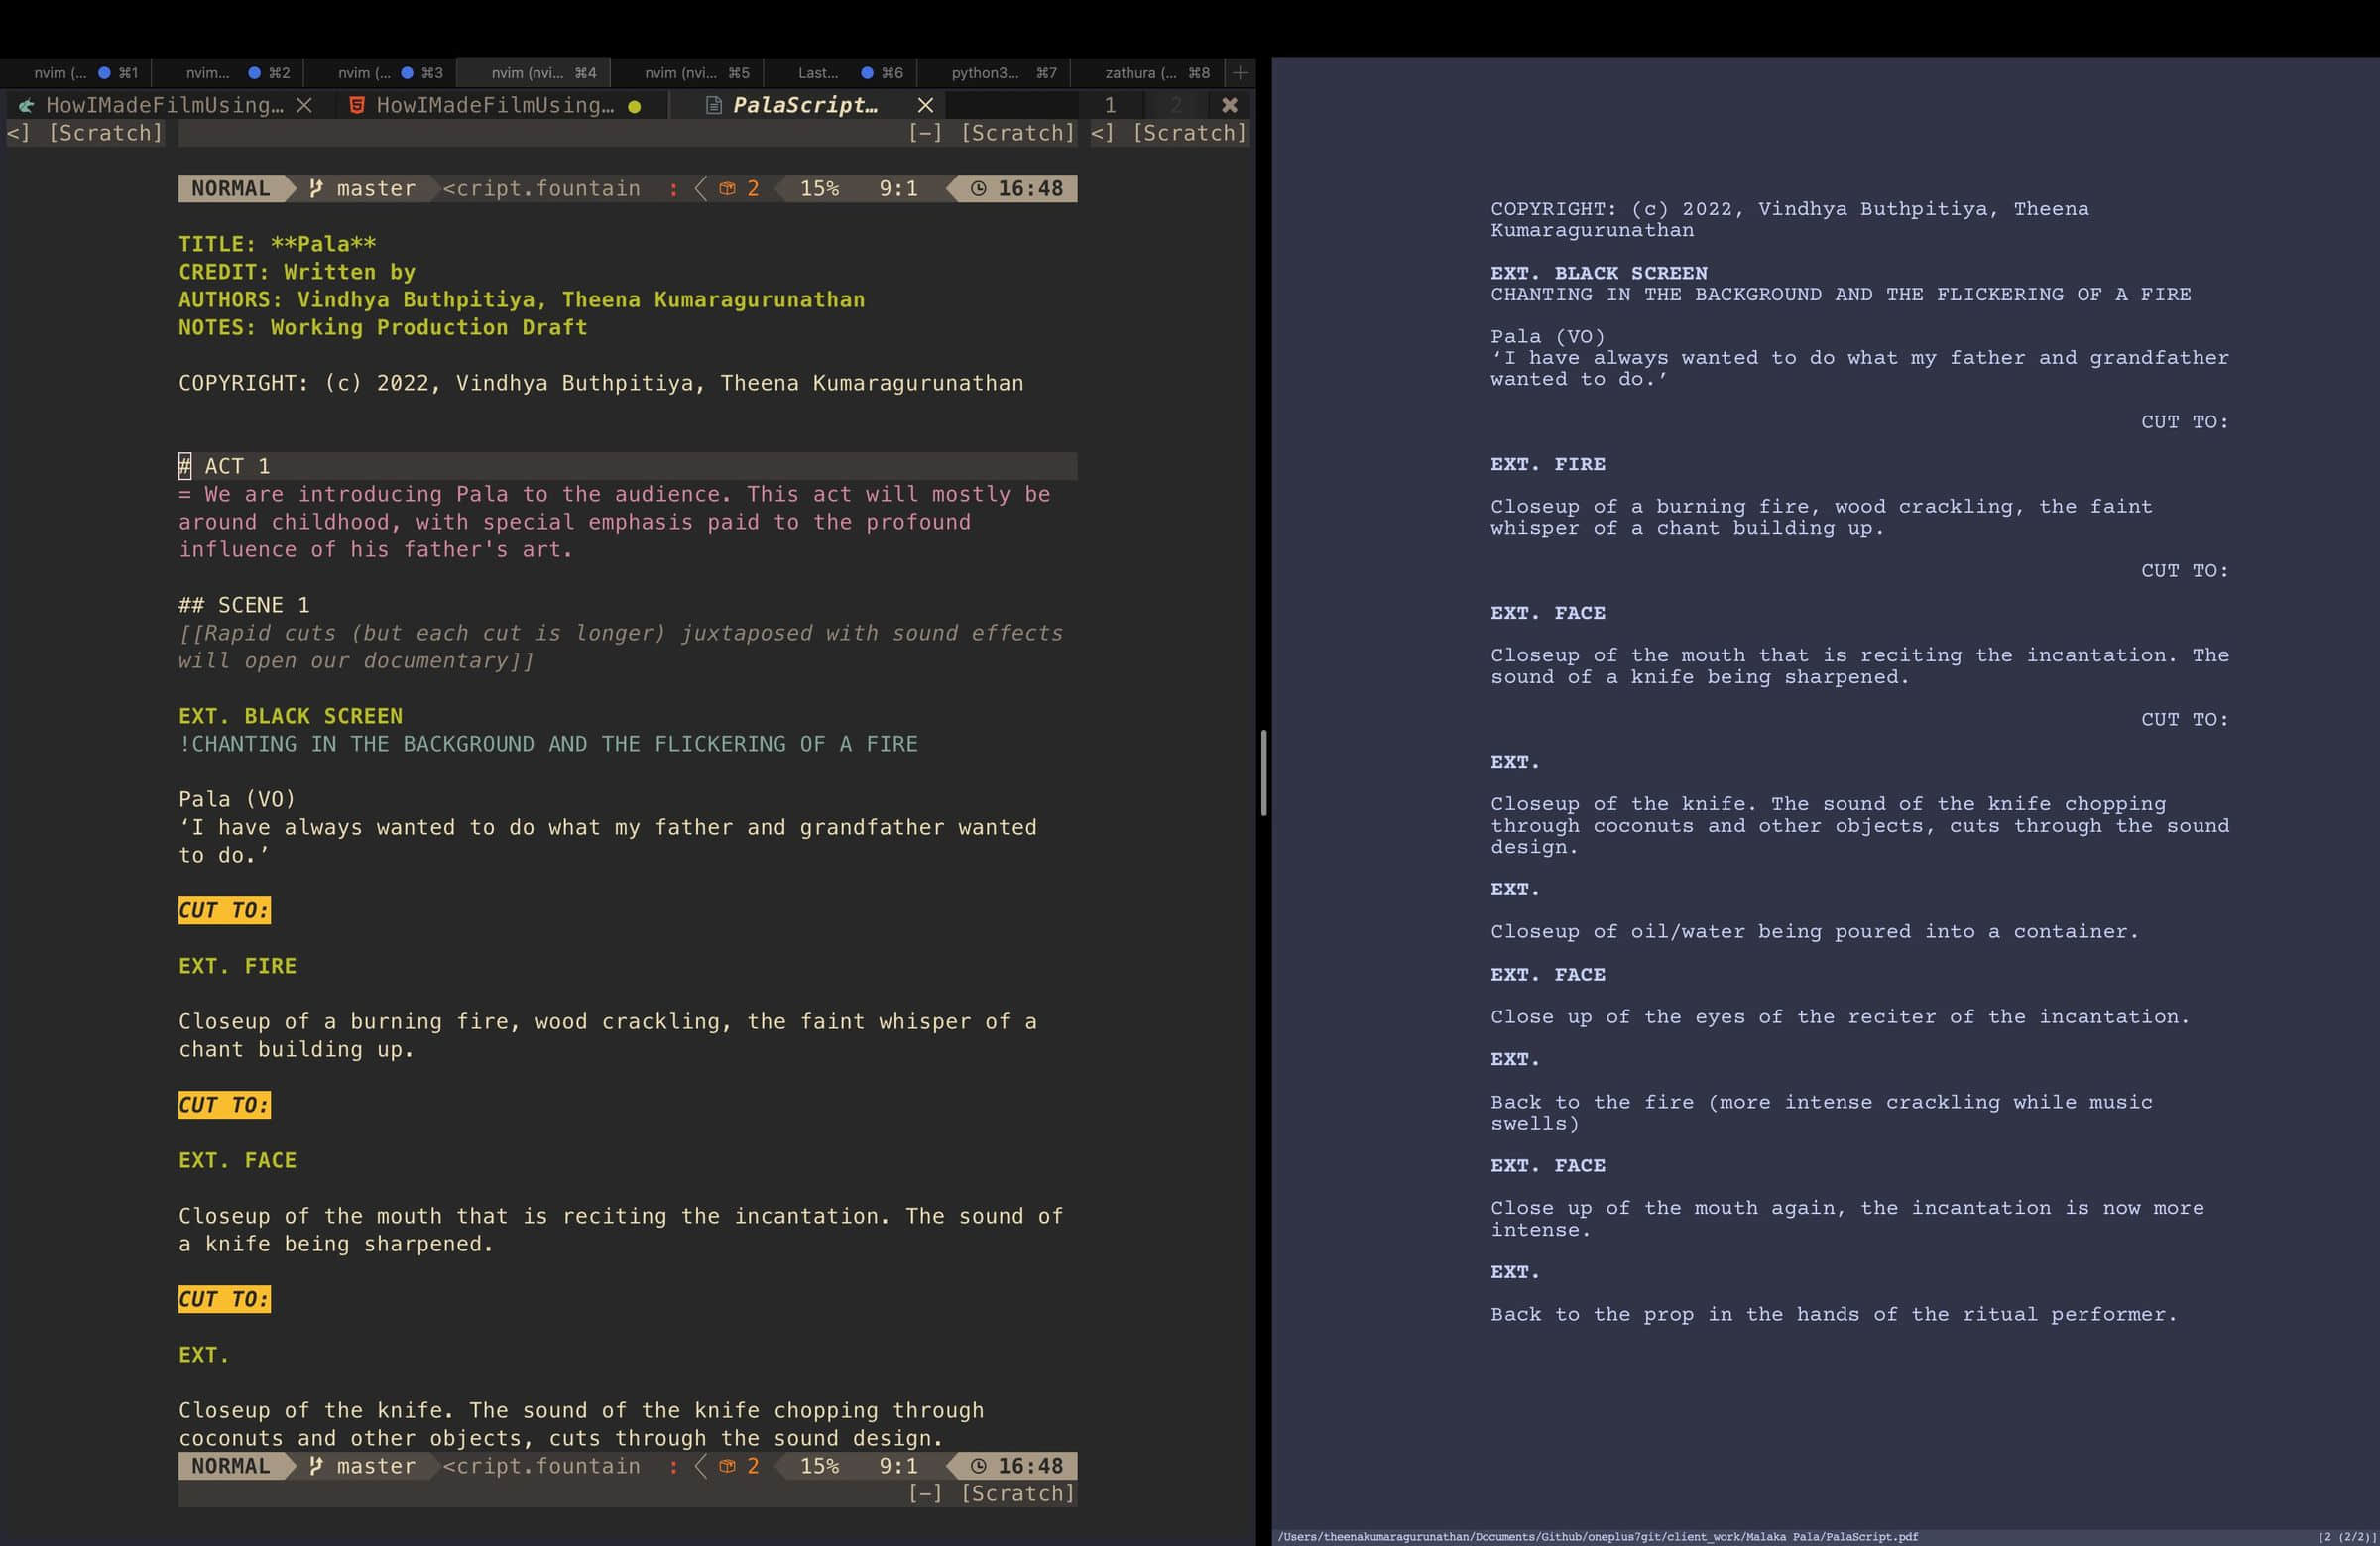 nvim (... ⌘1 nvim... ⌘2 nvim (... ⌘3 nvim (nvi... ⌘4 nvim (nvi... ⌘5 Last... ⌘6 python3... ⌘7 zathura (... ⌘8 +
HowIMadeFilmUsing… HowIMadeFilmUsing… PalaScript… 1 2
<] [Scratch] [-] [Scratch] <] [Scratch]
NORMAL master <cript.fountain : 2 15% 9:1 16:48
TITLE: **Pala**
CREDIT: Written by
AUTHORS: Vindhya Buthpitiya, Theena Kumaragurunathan
NOTES: Working Production Draft
COPYRIGHT: (c) 2022, Vindhya Buthpitiya, Theena Kumaragurunathan
# ACT 1
= We are introducing Pala to the audience. This act will mostly be
around childhood, with special emphasis paid to the profound
influence of his father's art.
## SCENE 1
[[Rapid cuts (but each cut is longer) juxtaposed with sound effects
will open our documentary]]
EXT. BLACK SCREEN
!CHANTING IN THE BACKGROUND AND THE FLICKERING OF A FIRE
Pala (VO)
‘I have always wanted to do what my father and grandfather wanted
to do.’
CUT TO:
EXT. FIRE
Closeup of a burning fire, wood crackling, the faint whisper of a
chant building up.
CUT TO:
EXT. FACE
Closeup of the mouth that is reciting the incantation. The sound of
a knife being sharpened.
CUT TO:
EXT.
Closeup of the knife. The sound of the knife chopping through
coconuts and other objects, cuts through the sound design.
NORMAL master <cript.fountain : 2 15% 9:1 16:48
[-] [Scratch]
COPYRIGHT: (c) 2022, Vindhya Buthpitiya, Theena
Kumaragurunathan
EXT. BLACK SCREEN
CHANTING IN THE BACKGROUND AND THE FLICKERING OF A FIRE
Pala (VO)
‘I have always wanted to do what my father and grandfather
wanted to do.’
CUT TO:
EXT. FIRE
Closeup of a burning fire, wood crackling, the faint
whisper of a chant building up.
CUT TO:
EXT. FACE
Closeup of the mouth that is reciting the incantation. The
sound of a knife being sharpened.
CUT TO:
EXT.
Closeup of the knife. The sound of the knife chopping
through coconuts and other objects, cuts through the sound
design.
EXT.
Closeup of oil/water being poured into a container.
EXT. FACE
Close up of the eyes of the reciter of the incantation.
EXT.
Back to the fire (more intense crackling while music
swells)
EXT. FACE
Close up of the mouth again, the incantation is now more
intense.
EXT.
Back to the prop in the hands of the ritual performer.
/Users/theenakumaragurunathan/Documents/Github/oneplus7git/client_work/Malaka Pala/PalaScript.pdf [2 (2/2)]